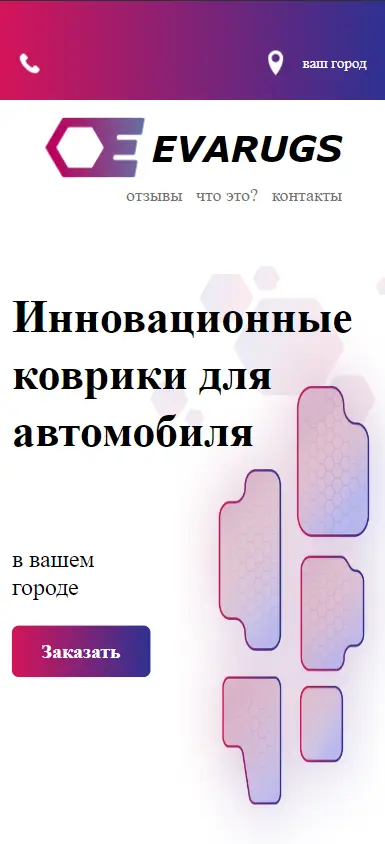 ваш город
EVARUGS
отзывы что это? контакты
Инновационные
коврики для
автомобиля
в вашем
городе
Заказать